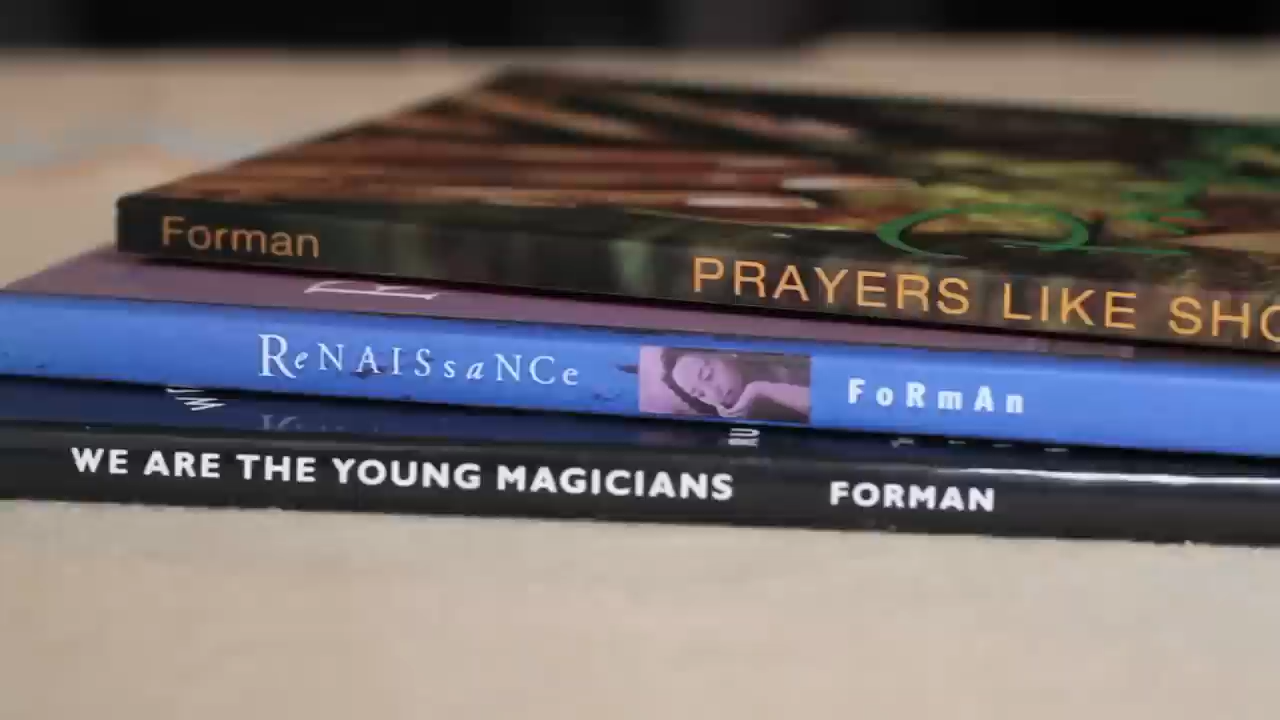 Forman PRAYERS LIKE SHO
R
ReNAISsaNCe FoRmAn
WE ARE THE YOUNG MAGICIANS FORMAN